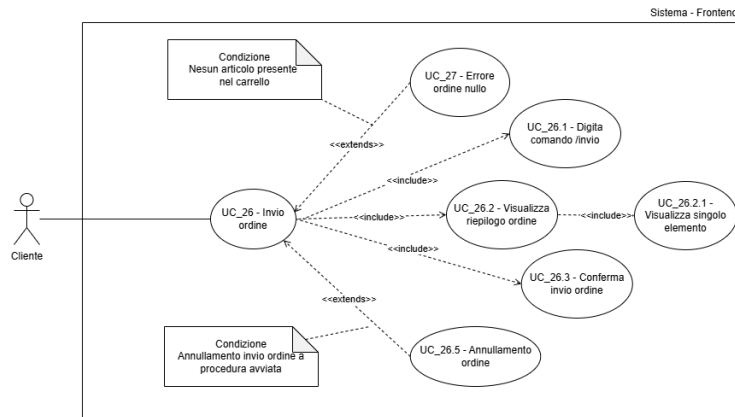 Sistema - Frontend
Condizione
Nesun articolo presente
nel carrello
UC_27 - Errore
ordine nullo
UC_26.1 - Digita
comando /invio
<<extends>>
<<include>>
UC_26 - Invio
ordine
<<include>>
UC_26.2 - Visualizza
riepilogo ordine
<<include>>
UC_26.2.1 -
Visualizza singolo
elemento
Cliente
<<include>>
UC_26.3 - Conferma
invio ordine
<<extends>>
Condizione
Annullamento invio ordine a
procedura avviata
UC_26.5 - Annullamento
ordine